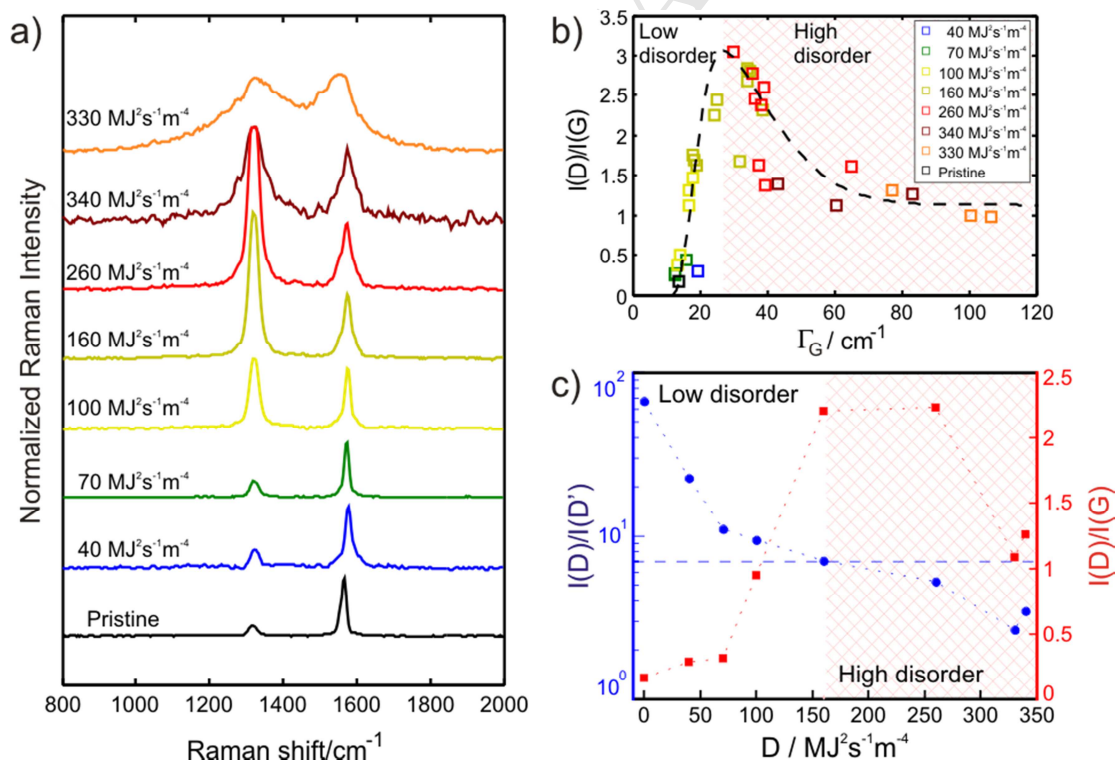 a)
Normalized Raman Intensity
330 MJ²s⁻¹m⁻⁴
340 MJ²s⁻¹m⁻⁴
260 MJ²s⁻¹m⁻⁴
160 MJ²s⁻¹m⁻⁴
100 MJ²s⁻¹m⁻⁴
70 MJ²s⁻¹m⁻⁴
40 MJ²s⁻¹m⁻⁴
Pristine
800 1000 1200 1400 1600 1800 2000
Raman shift/cm⁻¹
b)
I(D)/I(G)
3.5
3
2.5
2
1.5
1
0.5
0
Low
disorder
High
disorder
40 MJ²s⁻¹m⁻⁴
70 MJ²s⁻¹m⁻⁴
100 MJ²s⁻¹m⁻⁴
160 MJ²s⁻¹m⁻⁴
260 MJ²s⁻¹m⁻⁴
340 MJ²s⁻¹m⁻⁴
330 MJ²s⁻¹m⁻⁴
Pristine
0 20 40 60 80 100 120
Γ_G / cm⁻¹
c)
I(D)/I(D')
10²
10¹
10⁰
Low disorder
High disorder
2.5
2
1.5
1
0.5
0
I(D)/I(G)
0 50 100 150 200 250 300 350
D / MJ²s⁻¹m⁻⁴